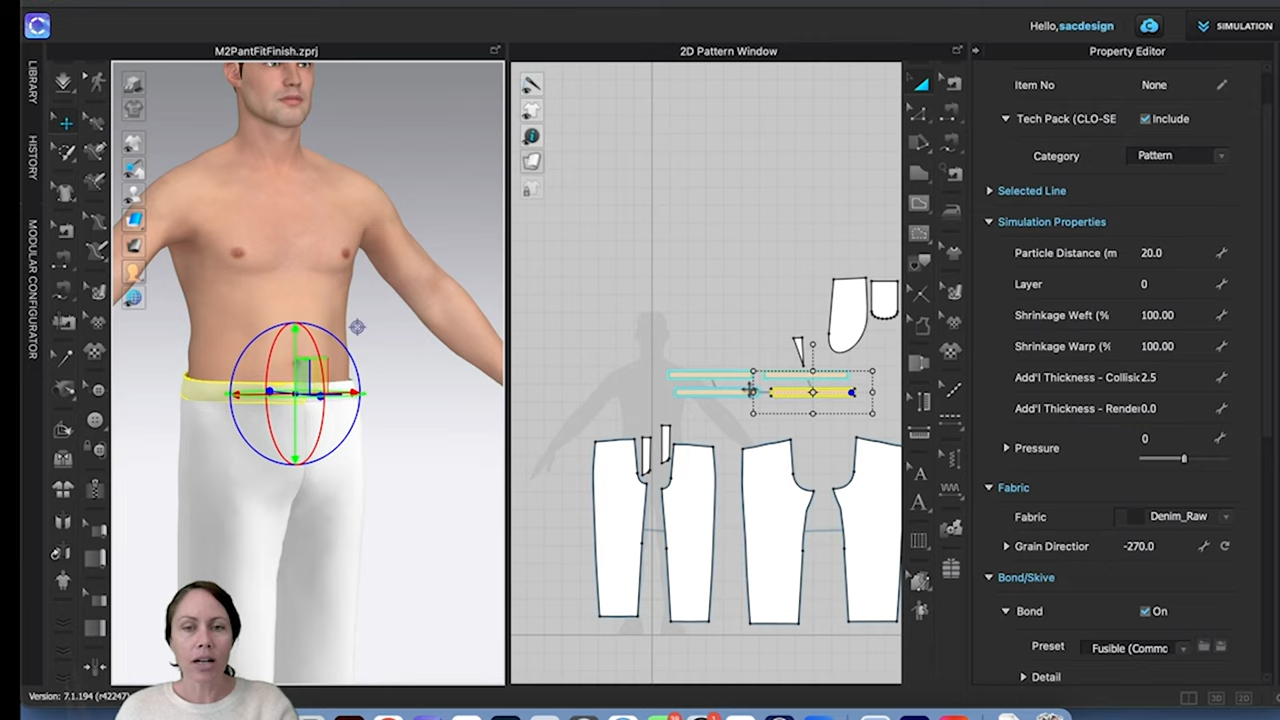 Hello, sacdesign
SIMULATION
M2PantFitFinish.zprj
2D Pattern Window
Property Editor
LIBRARY
HISTORY
MODULAR CONFIGURATOR
Item No None
Tech Pack (CLO-SE Include
Category Pattern
Selected Line
Simulation Properties
Particle Distance (m 20.0
Layer 0
Shrinkage Weft (% 100.00
Shrinkage Warp (% 100.00
Add'l Thickness - Collisic 2.5
Add'l Thickness - Render 0.0
Pressure 0
Fabric
Fabric Denim_Raw
Grain Direction -270.0
Bond/Skive
Bond On
Preset Fusible (Commc
Detail
Version: 7.1.194 (r42247)
3D
2D